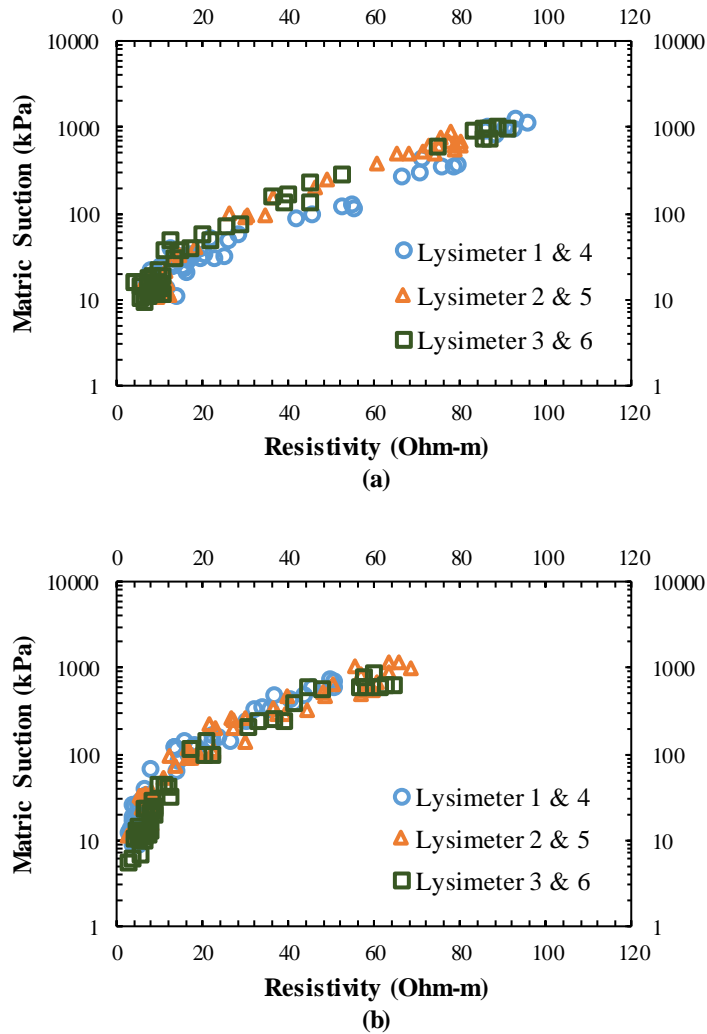 0 20 40 60 80 100 120
10000 10000
1000 1000
100 100
10 10
1 1
Matric Suction (kPa)
Lysimeter 1 & 4
Lysimeter 2 & 5
Lysimeter 3 & 6
0 20 40 60 80 100 120
Resistivity (Ohm-m)
(a)
0 20 40 60 80 100 120
10000 10000
1000 1000
100 100
10 10
1 1
Matric Suction (kPa)
Lysimeter 1 & 4
Lysimeter 2 & 5
Lysimeter 3 & 6
0 20 40 60 80 100 120
Resistivity (Ohm-m)
(b)